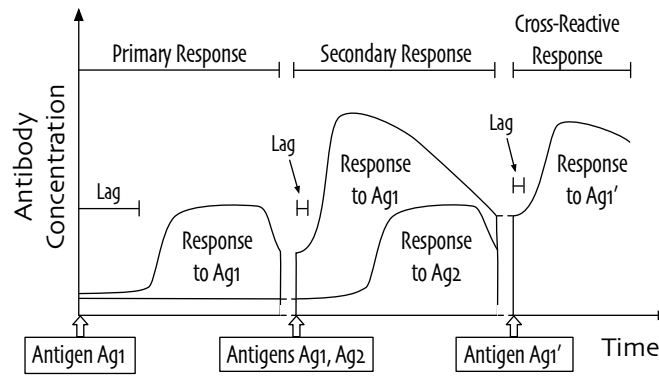 Cross-Reactive
Response
Primary Response
Secondary Response
Antibody
Concentration
Lag
Lag
Lag
Response
to Ag1
Response
to Ag1
Response
to Ag2
Response
to Ag1′
Antigen Ag1
Antigens Ag1, Ag2
Antigen Ag1′
Time